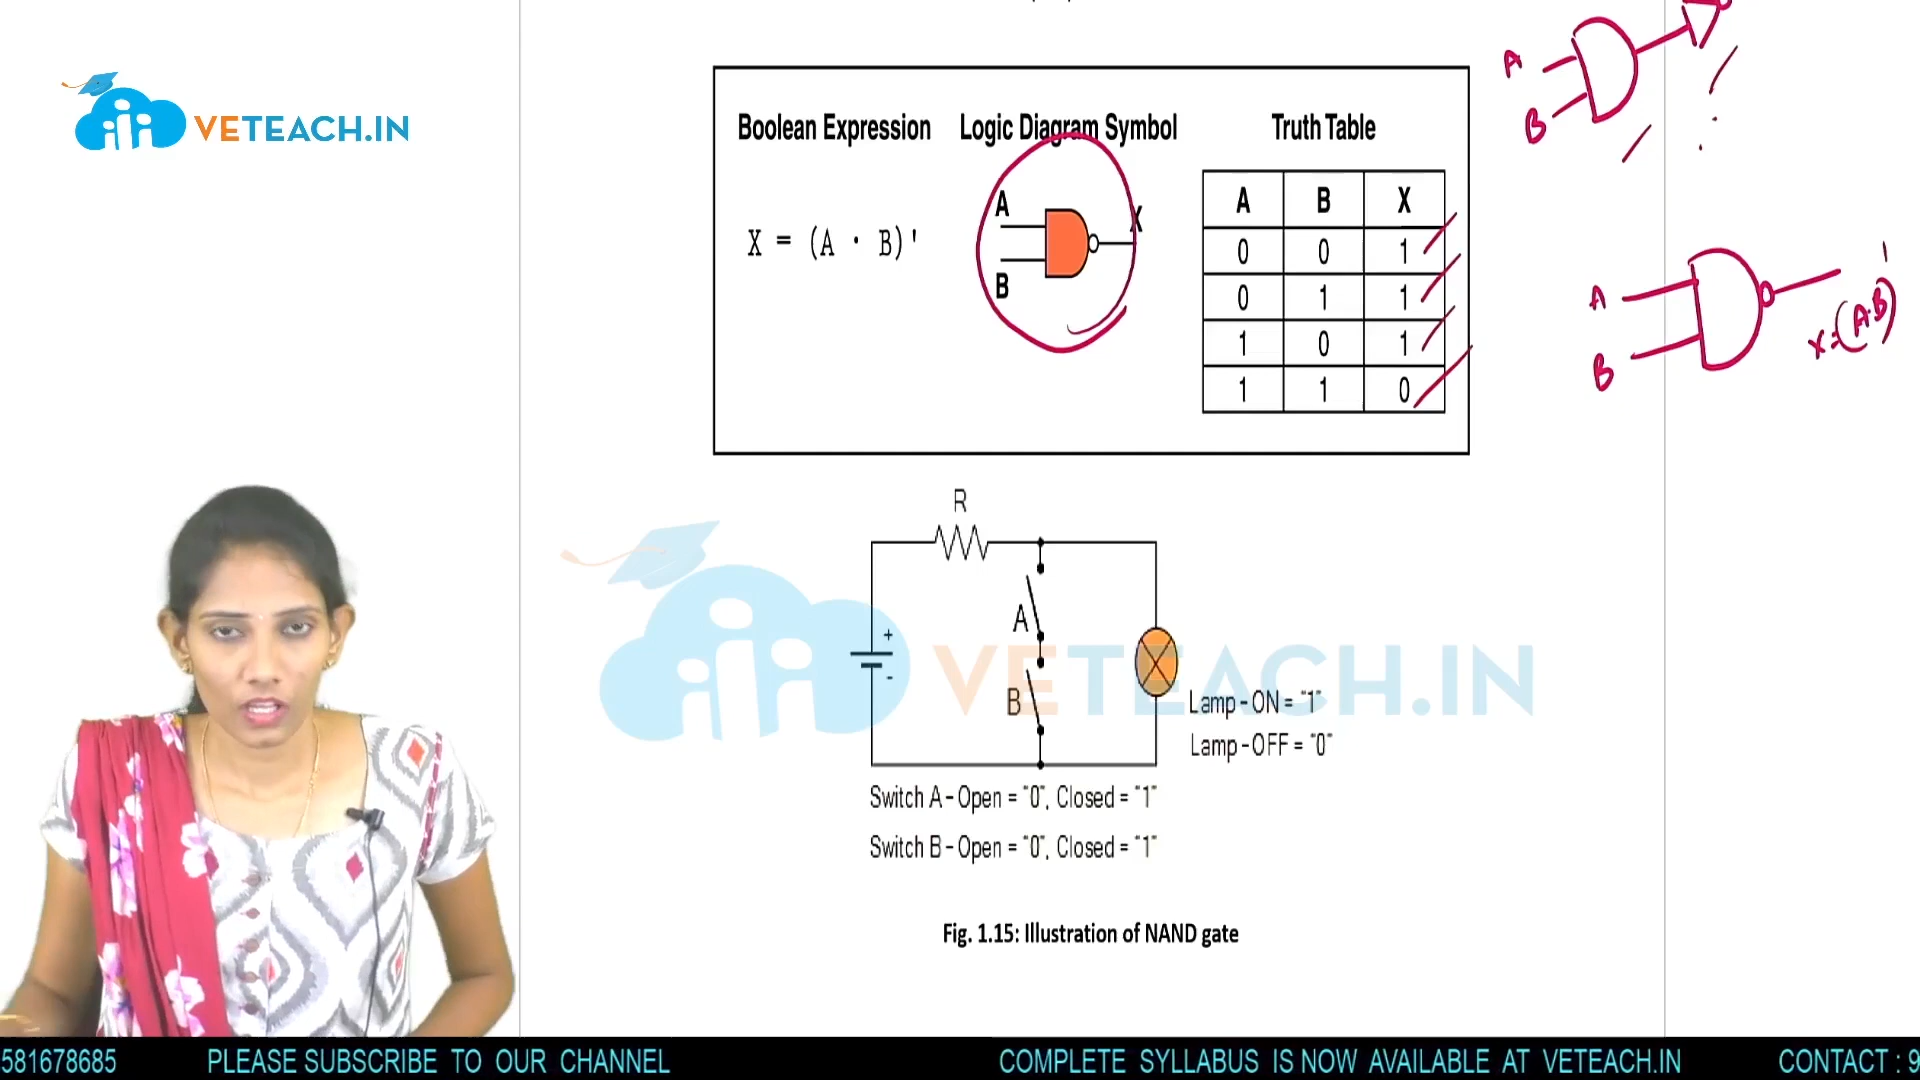 VETEACH.IN
Boolean Expression Logic Diagram Symbol Truth Table
X = (A · B)'
A
B
X
A B X
0 0 1
0 1 1
1 0 1
1 1 0
A
B
A
B
X=(A·B)'
R
+
-
A
B
VETEACH.IN
Lamp-ON = "1"
Lamp-OFF = "0"
Switch A-Open = "0", Closed = "1"
Switch B-Open = "0", Closed = "1"
Fig. 1.15: Illustration of NAND gate
581678685 PLEASE SUBSCRIBE TO OUR CHANNEL COMPLETE SYLLABUS IS NOW AVAILABLE AT VETEACH.IN CONTACT : 9